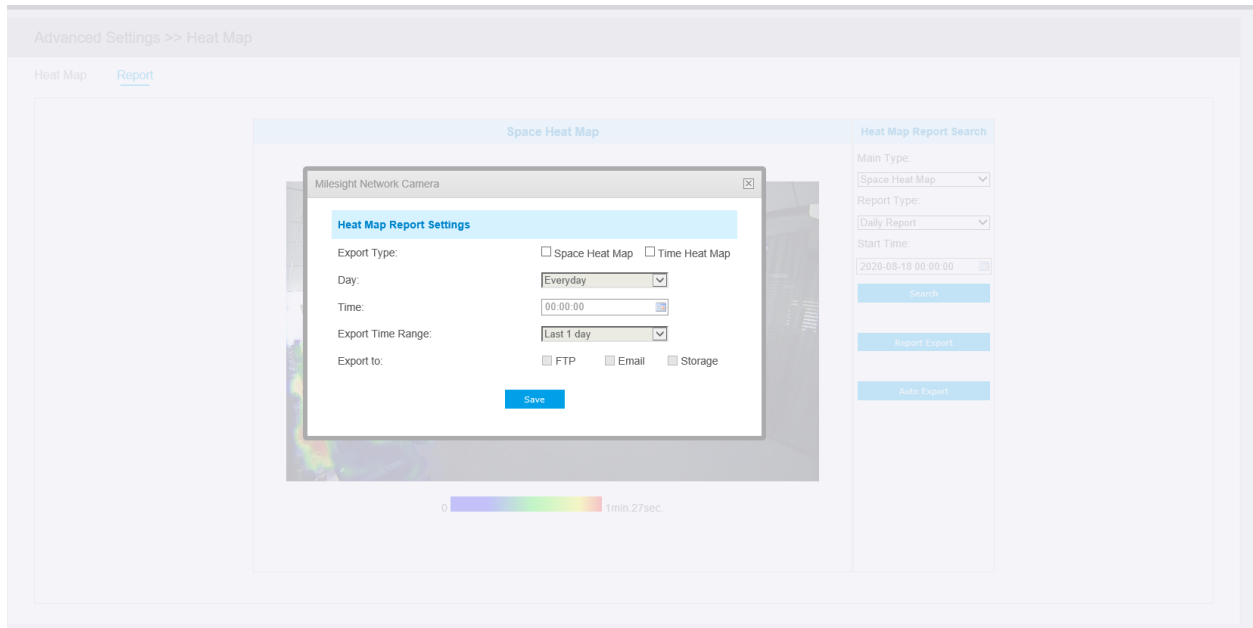 Advanced Settings >> Heat Map
Heat Map Report
Space Heat Map
Heat Map Report Search
Main Type:
Space Heat Map
Report Type:
Daily Report
Start Time:
2020-08-18 00:00:00
Search
Report Export
Auto Export
Milesight Network Camera
Heat Map Report Settings
Export Type: Space Heat Map Time Heat Map
Day: Everyday
Time: 00:00:00
Export Time Range: Last 1 day
Export to: FTP Email Storage
Save
0 1min.27sec.